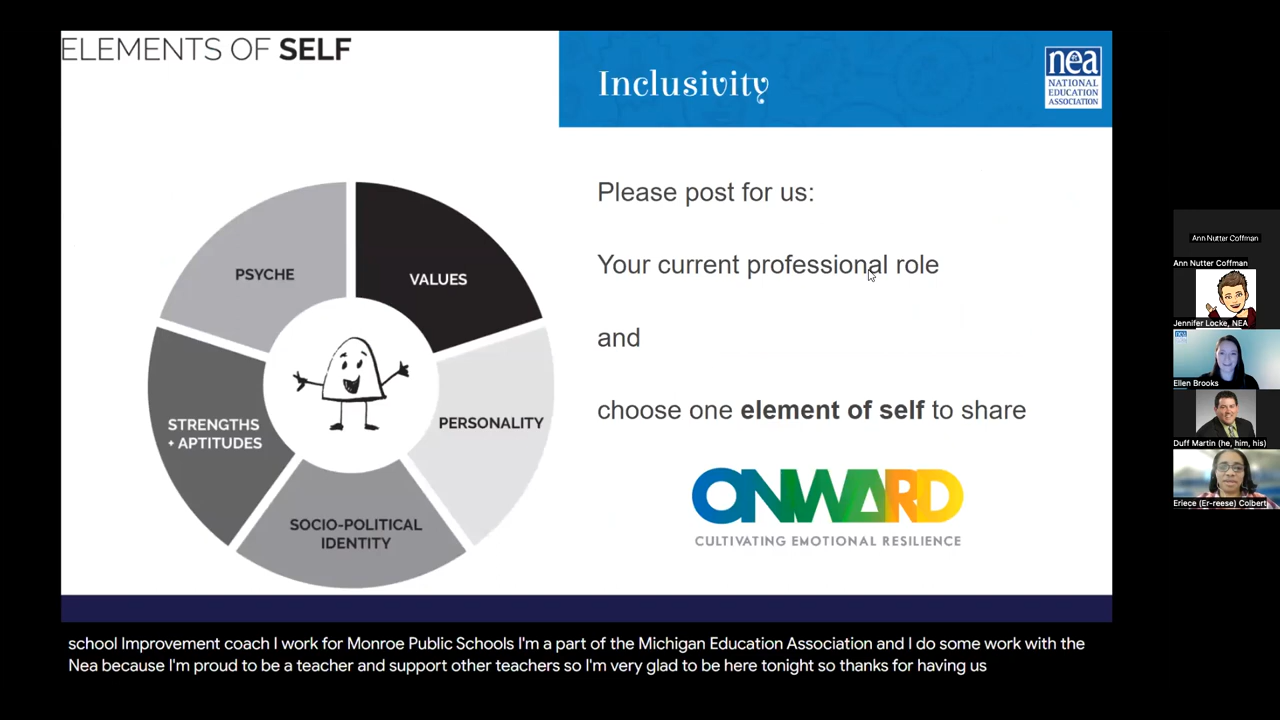 ELEMENTS OF SELF
Inclusivity
nea
NATIONAL
EDUCATION
ASSOCIATION
PSYCHE
VALUES
STRENGTHS
+ APTITUDES
PERSONALITY
SOCIO-POLITICAL
IDENTITY
Please post for us:
Your current professional role
and
choose one element of self to share
ONWARD
CULTIVATING EMOTIONAL RESILIENCE
Ann Nutter Coffman
Ann Nutter Coffman
Jennifer Locke, NEA
nea
Ellen Brooks
Duff Martin (he, him, his)
Eriece (Er-reese) Colbert
school Improvement coach I work for Monroe Public Schools I'm a part of the Michigan Education Association and I do some work with the
Nea because I'm proud to be a teacher and support other teachers so I'm very glad to be here tonight so thanks for having us